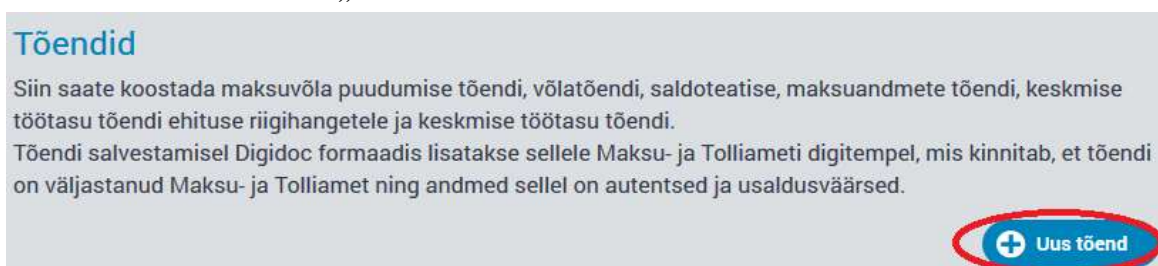 Tõendid
Siin saate koostada maksuvõla puudumise tõendi, võlatõendi, saldoteatise, maksuandmete tõendi, keskmise
töötasu tõendi ehituse riigihangetele ja keskmise töötasu tõendi.
Tõendi salvestamisel Digidoc formaadis lisatakse sellele Maksu- ja Tolliameti digitempel, mis kinnitab, et tõendi
on väljastanud Maksu- ja Tolliamet ning andmed sellel on autentsed ja usaldusväärsed.
Uus tõend